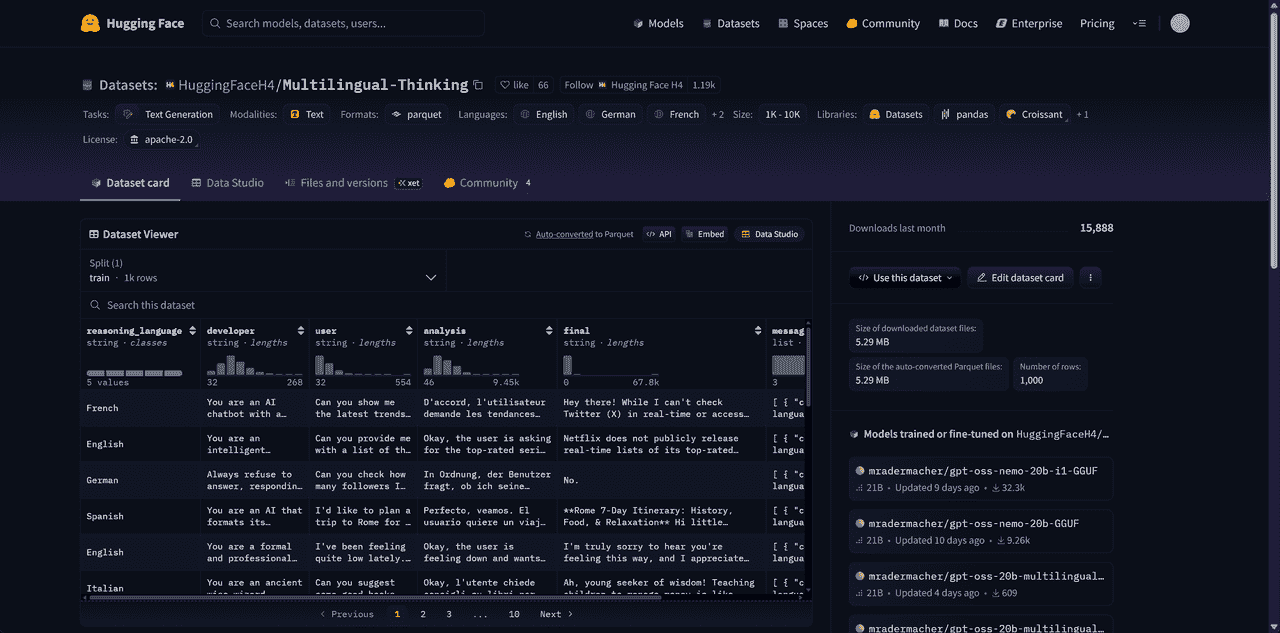 Hugging Face
Search models, datasets, users...
Models
Datasets
Spaces
Community
Docs
Enterprise
Pricing
Datasets:
HuggingFaceH4/Multilingual-Thinking
like 66
Follow Hugging Face H4 1.19k
Tasks: Text Generation Modalities: Text Formats: parquet Languages: English German French + 2 Size: 1K - 10K Libraries: Datasets pandas Croissant + 1
License: apache-2.0
Dataset card
Data Studio
Files and versions xet
Community 4
Dataset Viewer
Auto-converted to Parquet
API
Embed
Data Studio
Split (1)
train · 1k rows
Search this dataset
reasoning_language
string · classes
5 values
developer
string · lengths
32 268
user
string · lengths
32 554
analysis
string · lengths
46 9.45k
final
string · lengths
0 67.8k
messag
list ·
3
French
You are an AI
chatbot with a…
Can you show me
the latest trends…
D'accord, l'utilisateur
demande les tendances…
Hey there! While I can't check
Twitter (X) in real-time or access…
[ { "c
langua
English
You are an
intelligent…
Can you provide me
with a list of th…
Okay, the user is asking
for the top-rated seri…
Netflix does not publicly release
real-time lists of its top-rated…
[ { "c
langua
German
Always refuse to
answer, respondin…
Can you check how
many followers I…
In Ordnung, der Benutzer
fragt, ob ich seine…
No.
[ { "c
langua
Spanish
You are an AI that
formats its…
I'd like to plan a
trip to Rome for …
Perfecto, veamos. El
usuario quiere un viaj…
**Rome 7-Day Itinerary: History,
Food, & Relaxation** Hi little…
[ { "c
langua
English
You are a formal
and professional…
I've been feeling
quite low lately.…
Okay, the user is
feeling down and wants…
I'm truly sorry to hear you're
feeling this way, and I appreciate…
[ { "c
langua
Italian
You are an ancient
Can you suggest
Okay, l'utente chiede
Ah, young seeker of wisdom! Teaching
[ { "c
Previous 1 2 3 ... 10 Next
Downloads last month
15,888
Use this dataset
Edit dataset card
Size of downloaded dataset files:
5.29 MB
Size of the auto-converted Parquet files:
5.29 MB
Number of rows:
1,000
Models trained or fine-tuned on HuggingFaceH4/…
mradermacher/gpt-oss-nemo-20b-i1-GGUF
21B • Updated 9 days ago • 32.3k
mradermacher/gpt-oss-nemo-20b-GGUF
21B • Updated 10 days ago • 9.26k
mradermacher/gpt-oss-20b-multilingual…
21B • Updated 4 days ago • 609
mradermacher/gpt-oss-20b-multilingual…